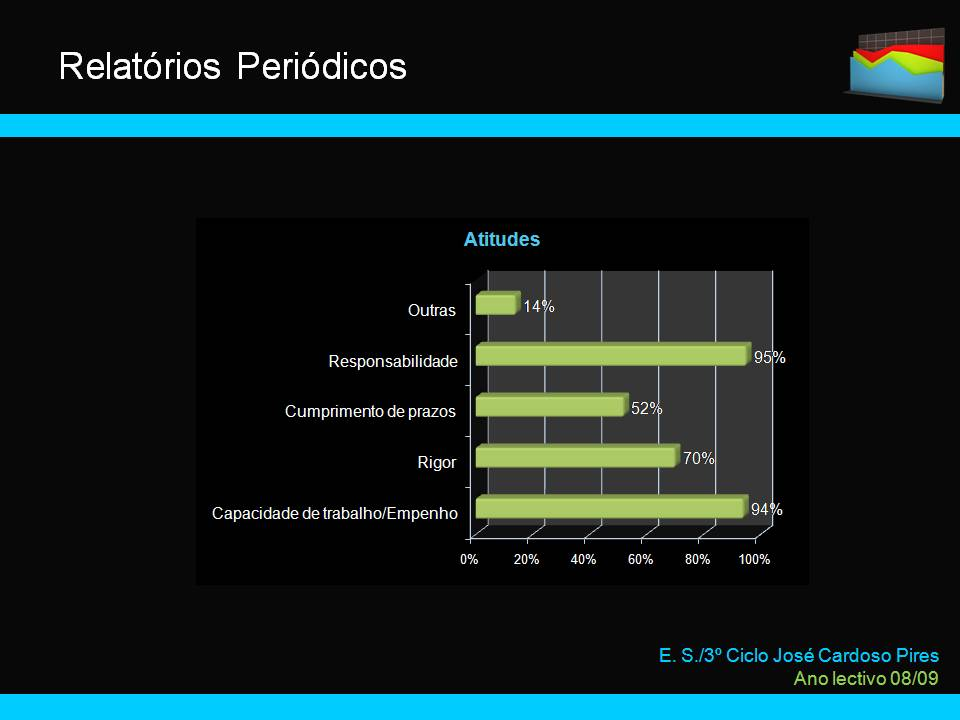 Relatórios Periódicos
Atitudes
Outras 14%
Responsabilidade 95%
Cumprimento de prazos 52%
Rigor 70%
Capacidade de trabalho/Empenho 94%
0% 20% 40% 60% 80% 100%
E. S./3º Ciclo José Cardoso Pires
Ano lectivo 08/09